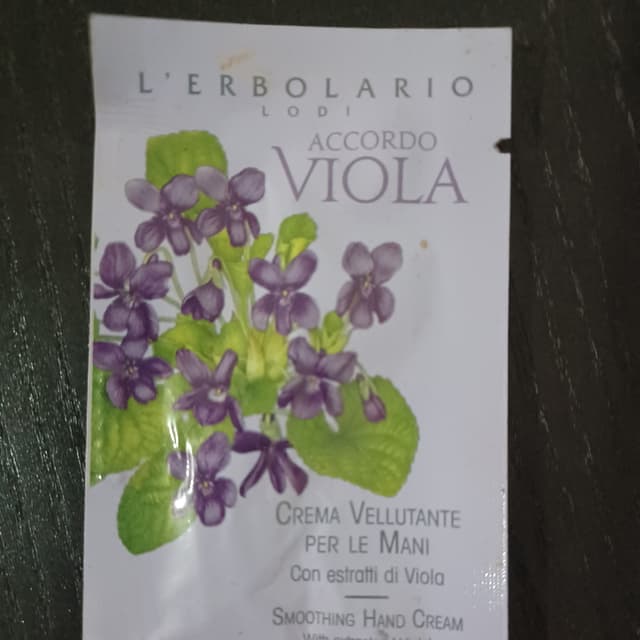 L'ERBOLARIO
LODI
ACCORDO
VIOLA
CREMA VELLUTANTE
PER LE MANI
Con estratti di Viola
SMOOTHING HAND CREAM